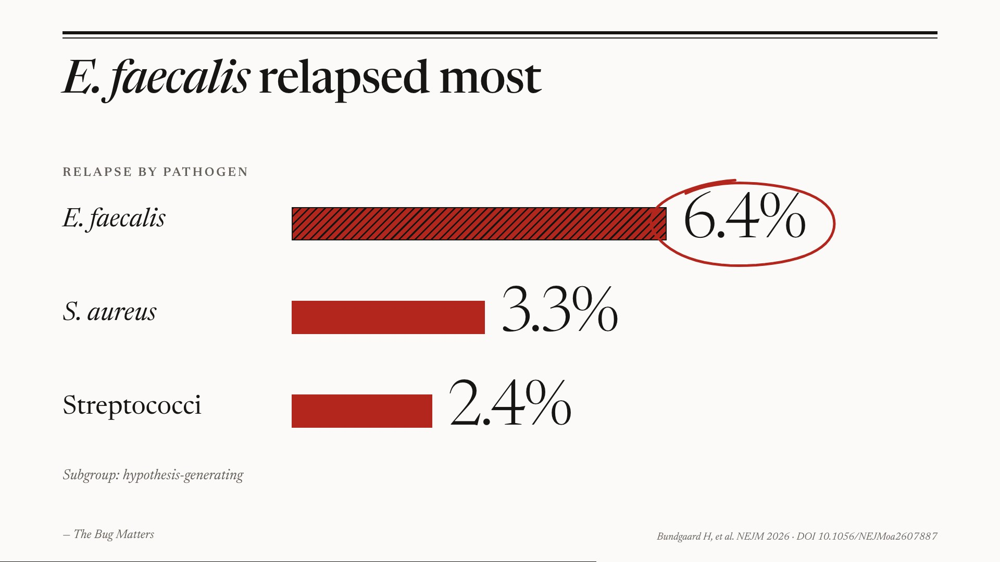 E. faecalis relapsed most
RELAPSE BY PATHOGEN
E. faecalis 6.4%
S. aureus 3.3%
Streptococci 2.4%
Subgroup: hypothesis-generating
– The Bug Matters
Bundgaard H, et al. NEJM 2026 · DOI 10.1056/NEJMoa2607887